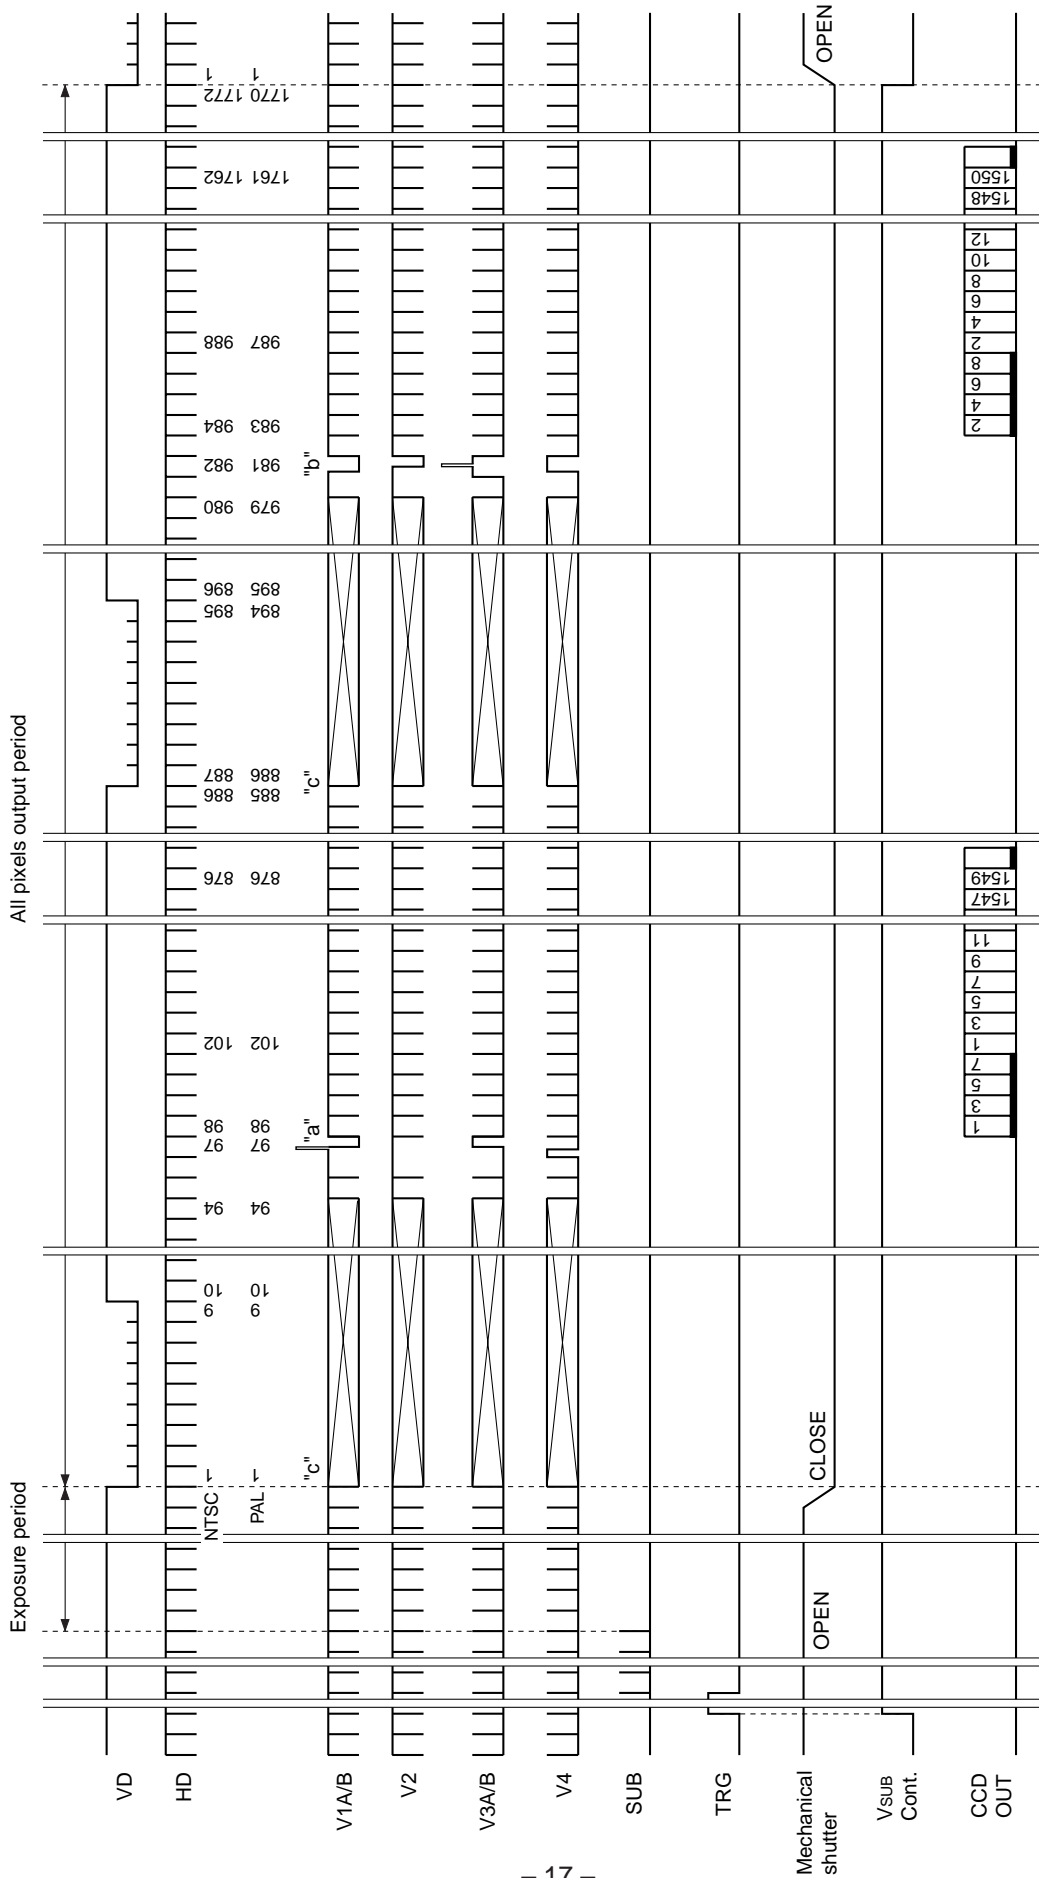 Exposure period
All pixels output period
VD
HD
NTSC 1 9 10 94 97 98 102 876 886 887 895 896 980 982 984 988 1762 1772 1
PAL 1 9 10 94 97 98 102 876 885 886 894 895 979 981 983 987 1761 1770 1
"c" "a" "c" "b"
V1A/B
V2
V3A/B
V4
SUB
TRG
Mechanical
shutter
OPEN CLOSE OPEN
VSUB
Cont.
CCD
OUT
1 3 5 7 1 3 5 7 9 11 1547 1549 2 4 6 8 2 4 6 8 10 12 1548 1550
– 17 –